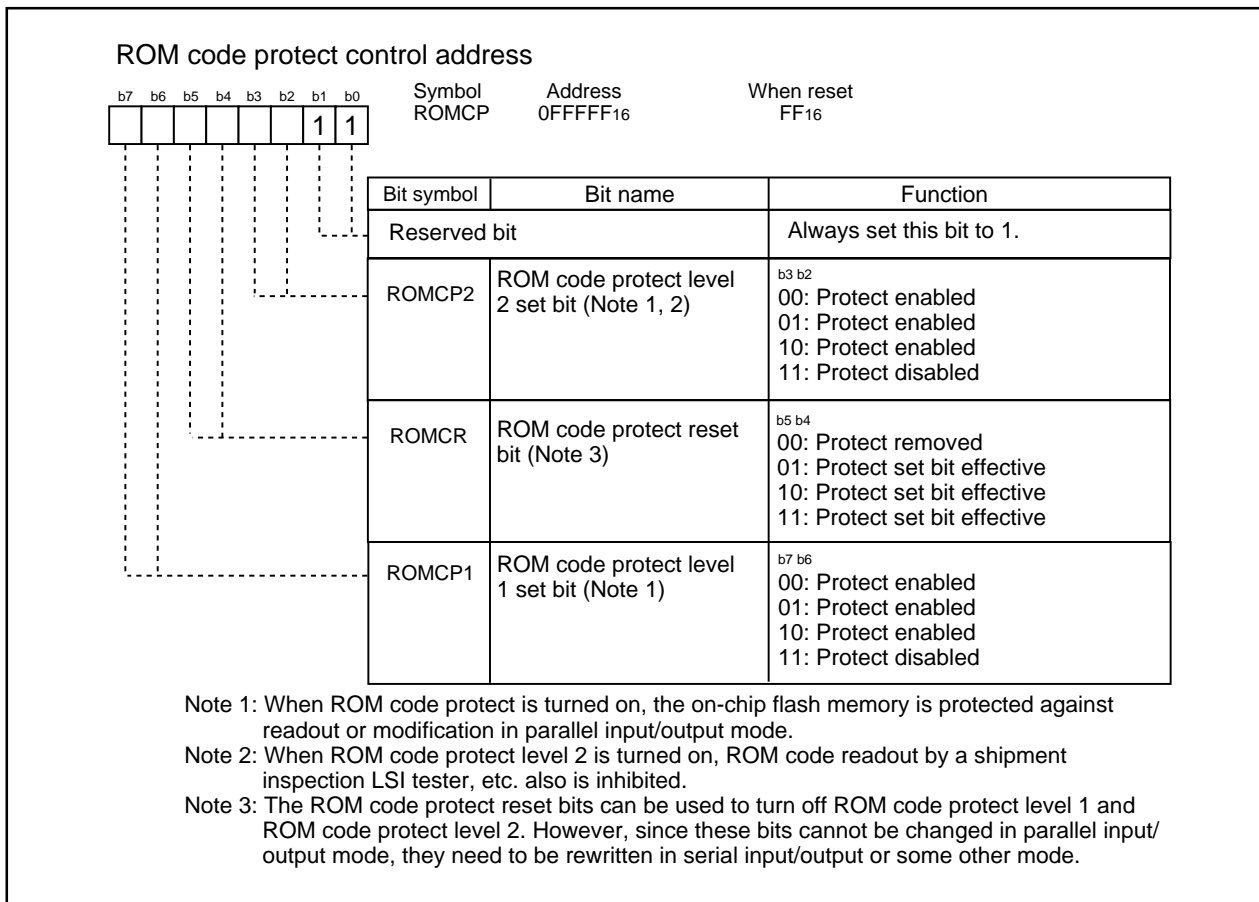 ROM code protect control address
b7 b6 b5 b4 b3 b2 b1 b0
1 1
Symbol Address When reset
ROMCP 0FFFFF16 FF16
Bit symbol Bit name Function
Reserved bit Always set this bit to 1.
ROMCP2 ROM code protect level
2 set bit (Note 1, 2)
b3 b2
00: Protect enabled
01: Protect enabled
10: Protect enabled
11: Protect disabled
ROMCR ROM code protect reset
bit (Note 3)
b5 b4
00: Protect removed
01: Protect set bit effective
10: Protect set bit effective
11: Protect set bit effective
ROMCP1 ROM code protect level
1 set bit (Note 1)
b7 b6
00: Protect enabled
01: Protect enabled
10: Protect enabled
11: Protect disabled
Note 1: When ROM code protect is turned on, the on-chip flash memory is protected against
readout or modification in parallel input/output mode.
Note 2: When ROM code protect level 2 is turned on, ROM code readout by a shipment
inspection LSI tester, etc. also is inhibited.
Note 3: The ROM code protect reset bits can be used to turn off ROM code protect level 1 and
ROM code protect level 2. However, since these bits cannot be changed in parallel input/
output mode, they need to be rewritten in serial input/output or some other mode.